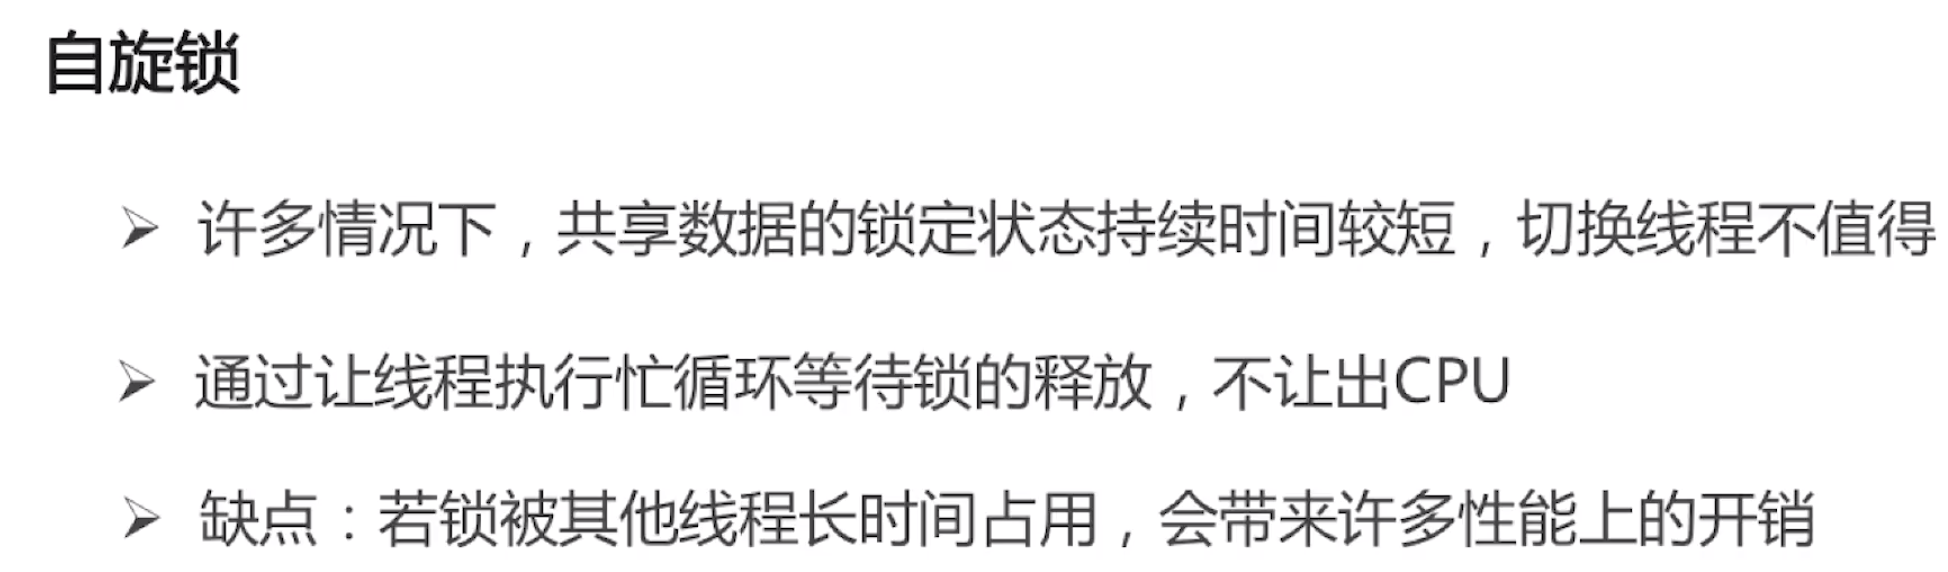 自旋锁
许多情况下，共享数据的锁定状态持续时间较短，切换线程不值得
通过让线程执行忙循环等待锁的释放，不让出CPU
缺点：若锁被其他线程长时间占用，会带来许多性能上的开销